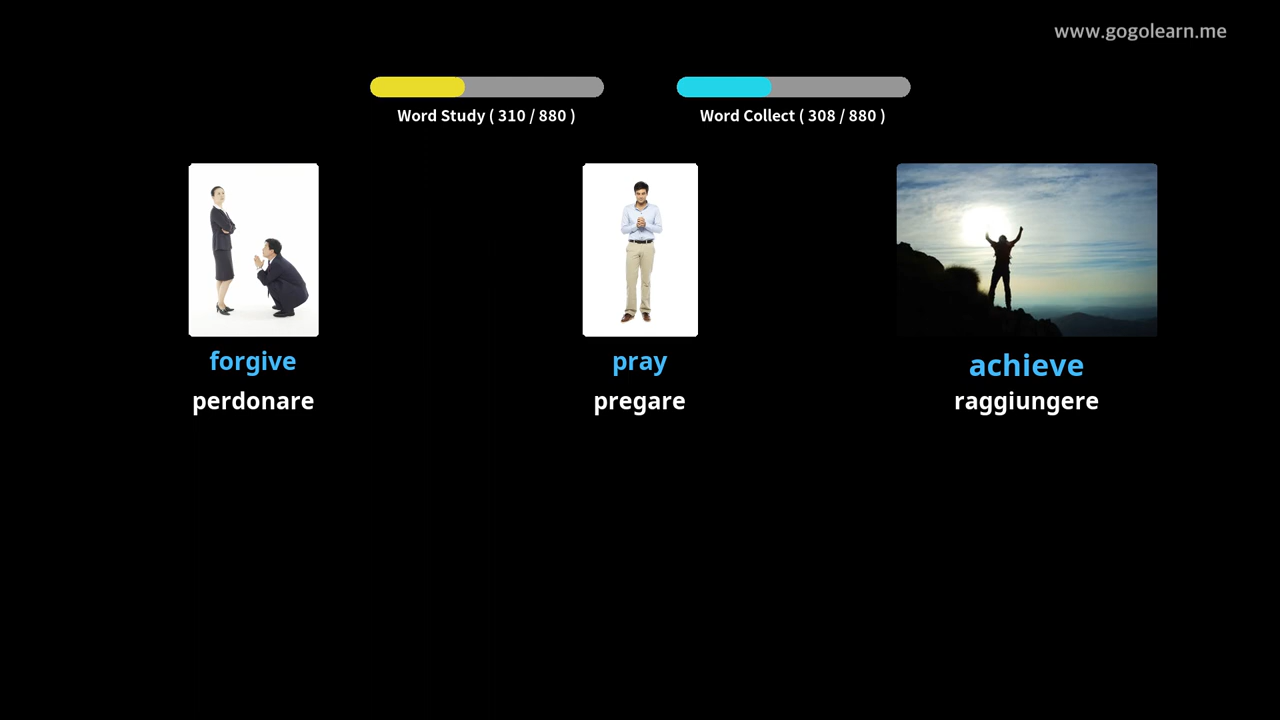 www.gogolearn.me
Word Study ( 310 / 880 )
Word Collect ( 308 / 880 )
forgive
perdonare
pray
pregare
achieve
raggiungere